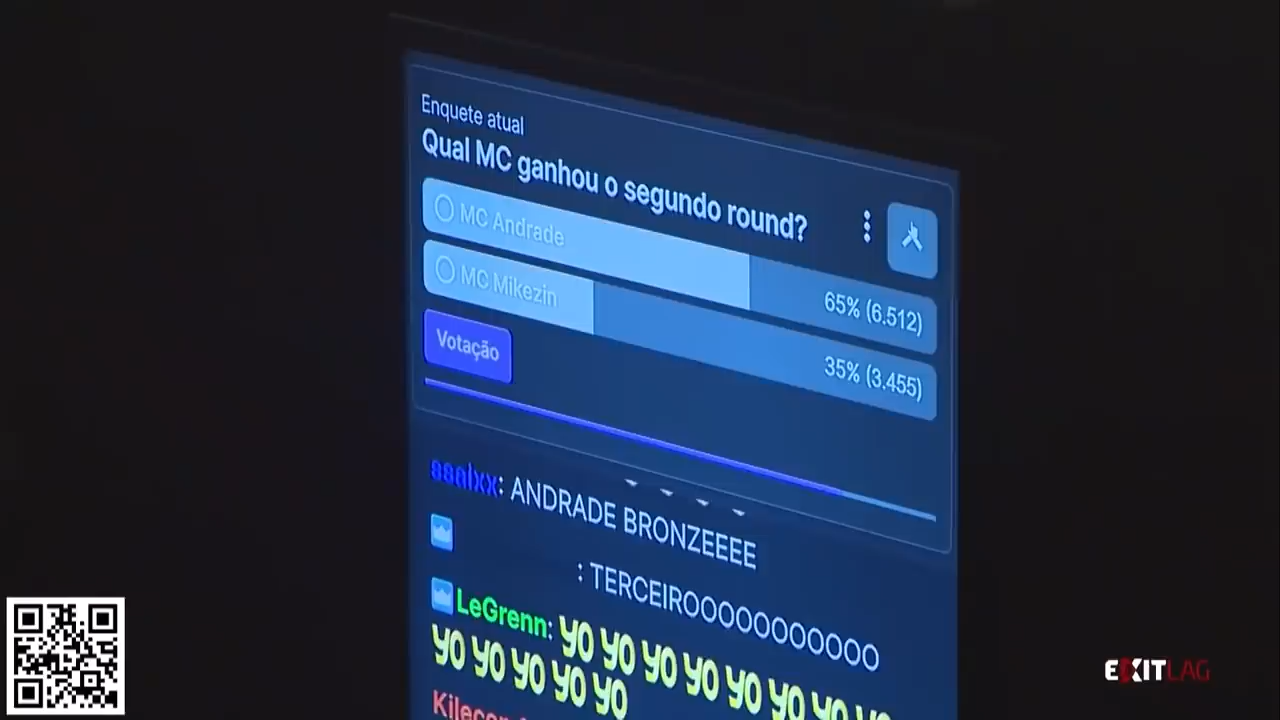 Enquete atual
Qual MC ganhou o segundo round?
MC Andrade
65% (6.512)
MC Mikezin
35% (3.455)
Votação
ssalxx: ANDRADE BRONZEEEE
: TERCEIROOOOOOOOOOO
LeGrenn: yo yo yo yo yo yo yo yo
yo yo yo yo yo
EXITLAG